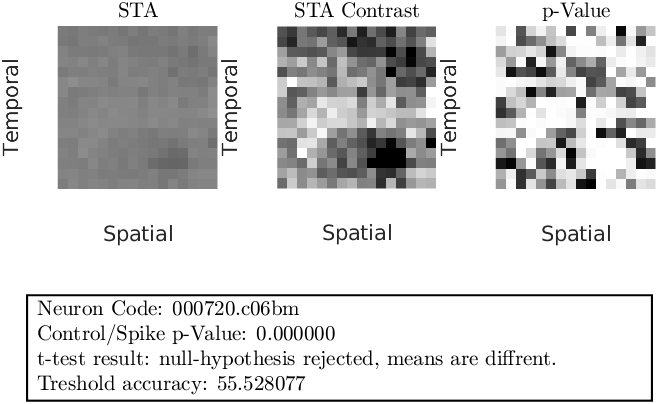 STA STA Contrast p-Value
Temporal Temporal Temporal
Spatial Spatial Spatial
Neuron Code: 000720.c06bm
Control/Spike p-Value: 0.000000
t-test result: null-hypothesis rejected, means are diffrent.
Treshold accuracy: 55.528077